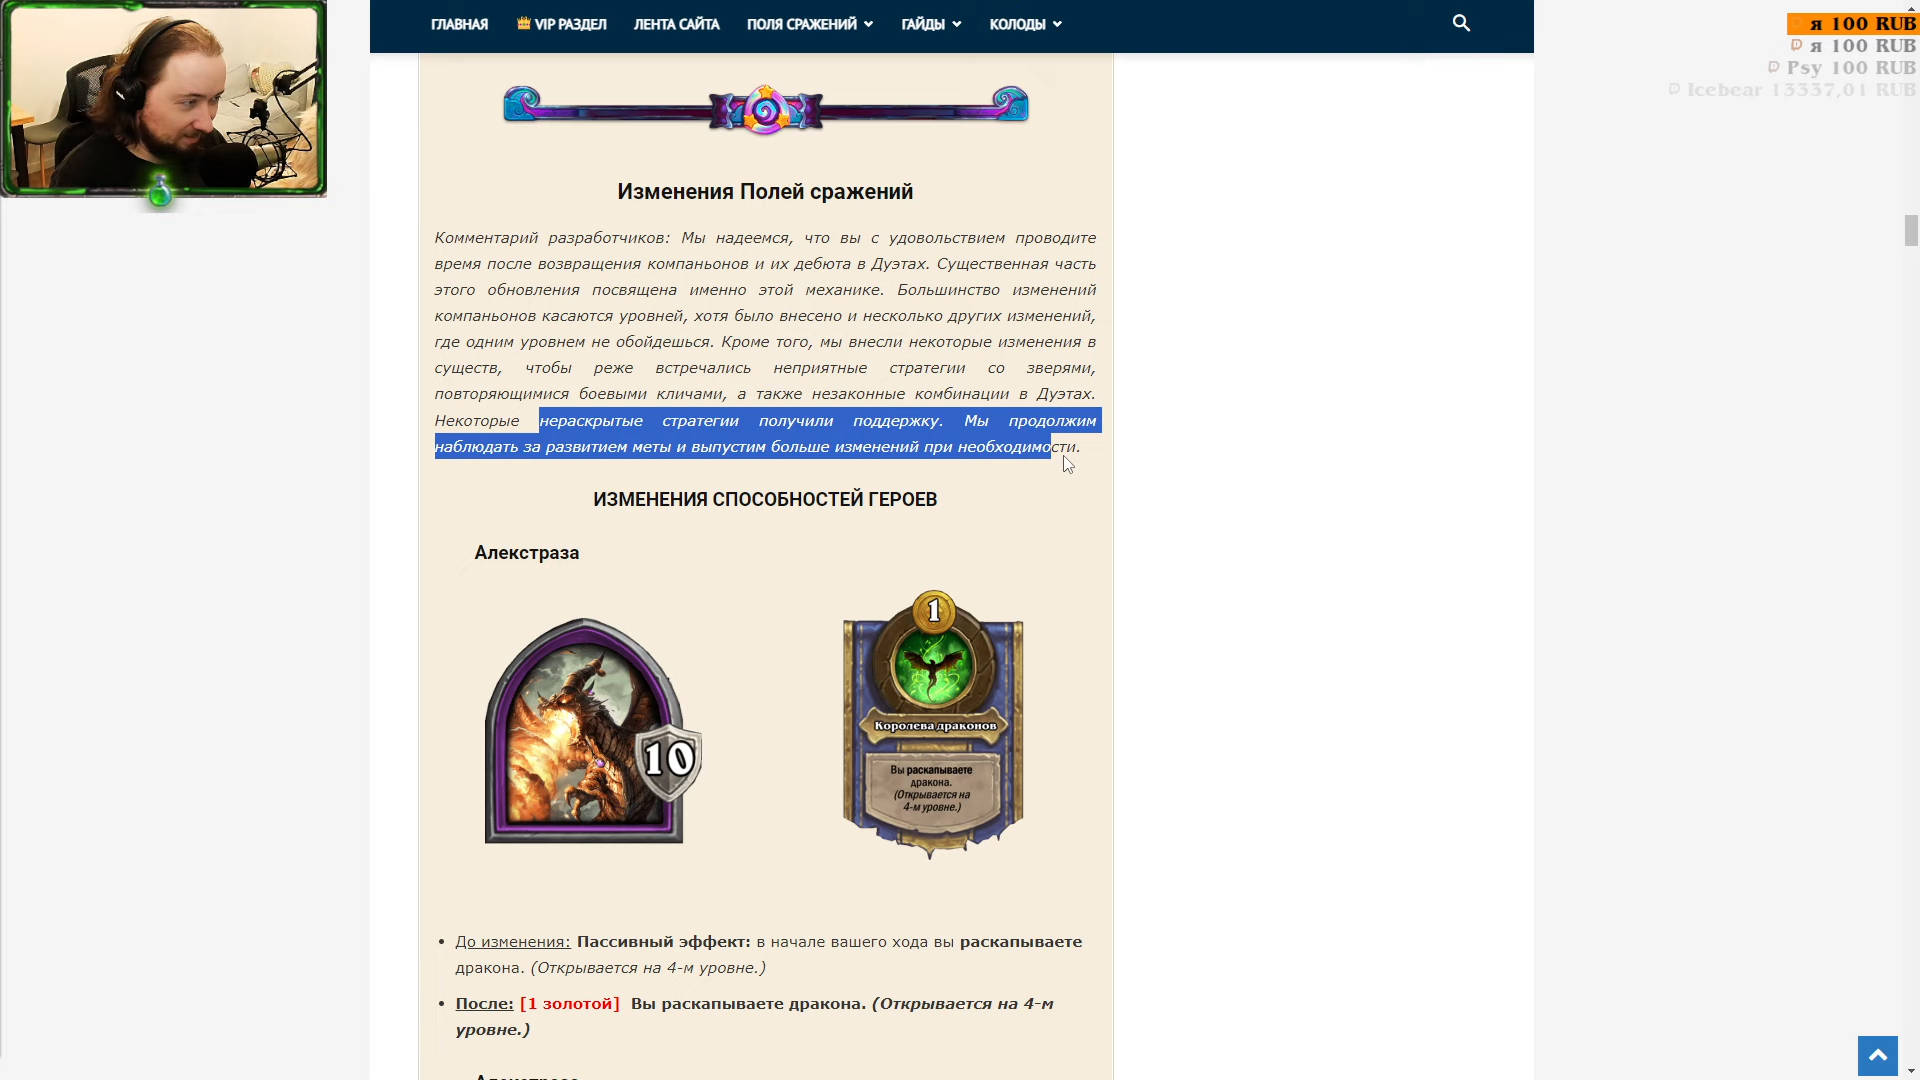 ГЛАВНАЯ VIP РАЗДЕЛ ЛЕНТА САЙТА ПОЛЯ СРАЖЕНИЙ ГАЙДЫ КОЛОДЫ
я 100 RUB
я 100 RUB
Psy 100 RUB
Icebear 13337,01 RUB
Изменения Полей сражений
Комментарий разработчиков: Мы надеемся, что вы с удовольствием проводите
время после возвращения компаньонов и их дебюта в Дуэтах. Существенная часть
этого обновления посвящена именно этой механике. Большинство изменений
компаньонов касаются уровней, хотя было внесено и несколько других изменений,
где одним уровнем не обойдешься. Кроме того, мы внесли некоторые изменения в
существ, чтобы реже встречались неприятные стратегии со зверями,
повторяющимися боевыми кличами, а также незаконные комбинации в Дуэтах.
Некоторые нераскрытые стратегии получили поддержку. Мы продолжим
наблюдать за развитием меты и выпустим больше изменений при необходимости.
ИЗМЕНЕНИЯ СПОСОБНОСТЕЙ ГЕРОЕВ
Алекстраза
10
1
Королева драконов
Вы раскапываете
дракона.
(Открывается на
4-м уровне.)
До изменения: Пассивный эффект: в начале вашего хода вы раскапываете
дракона. (Открывается на 4-м уровне.)
После: [1 золотой] Вы раскапываете дракона. (Открывается на 4-м
уровне.)
Алекстраза